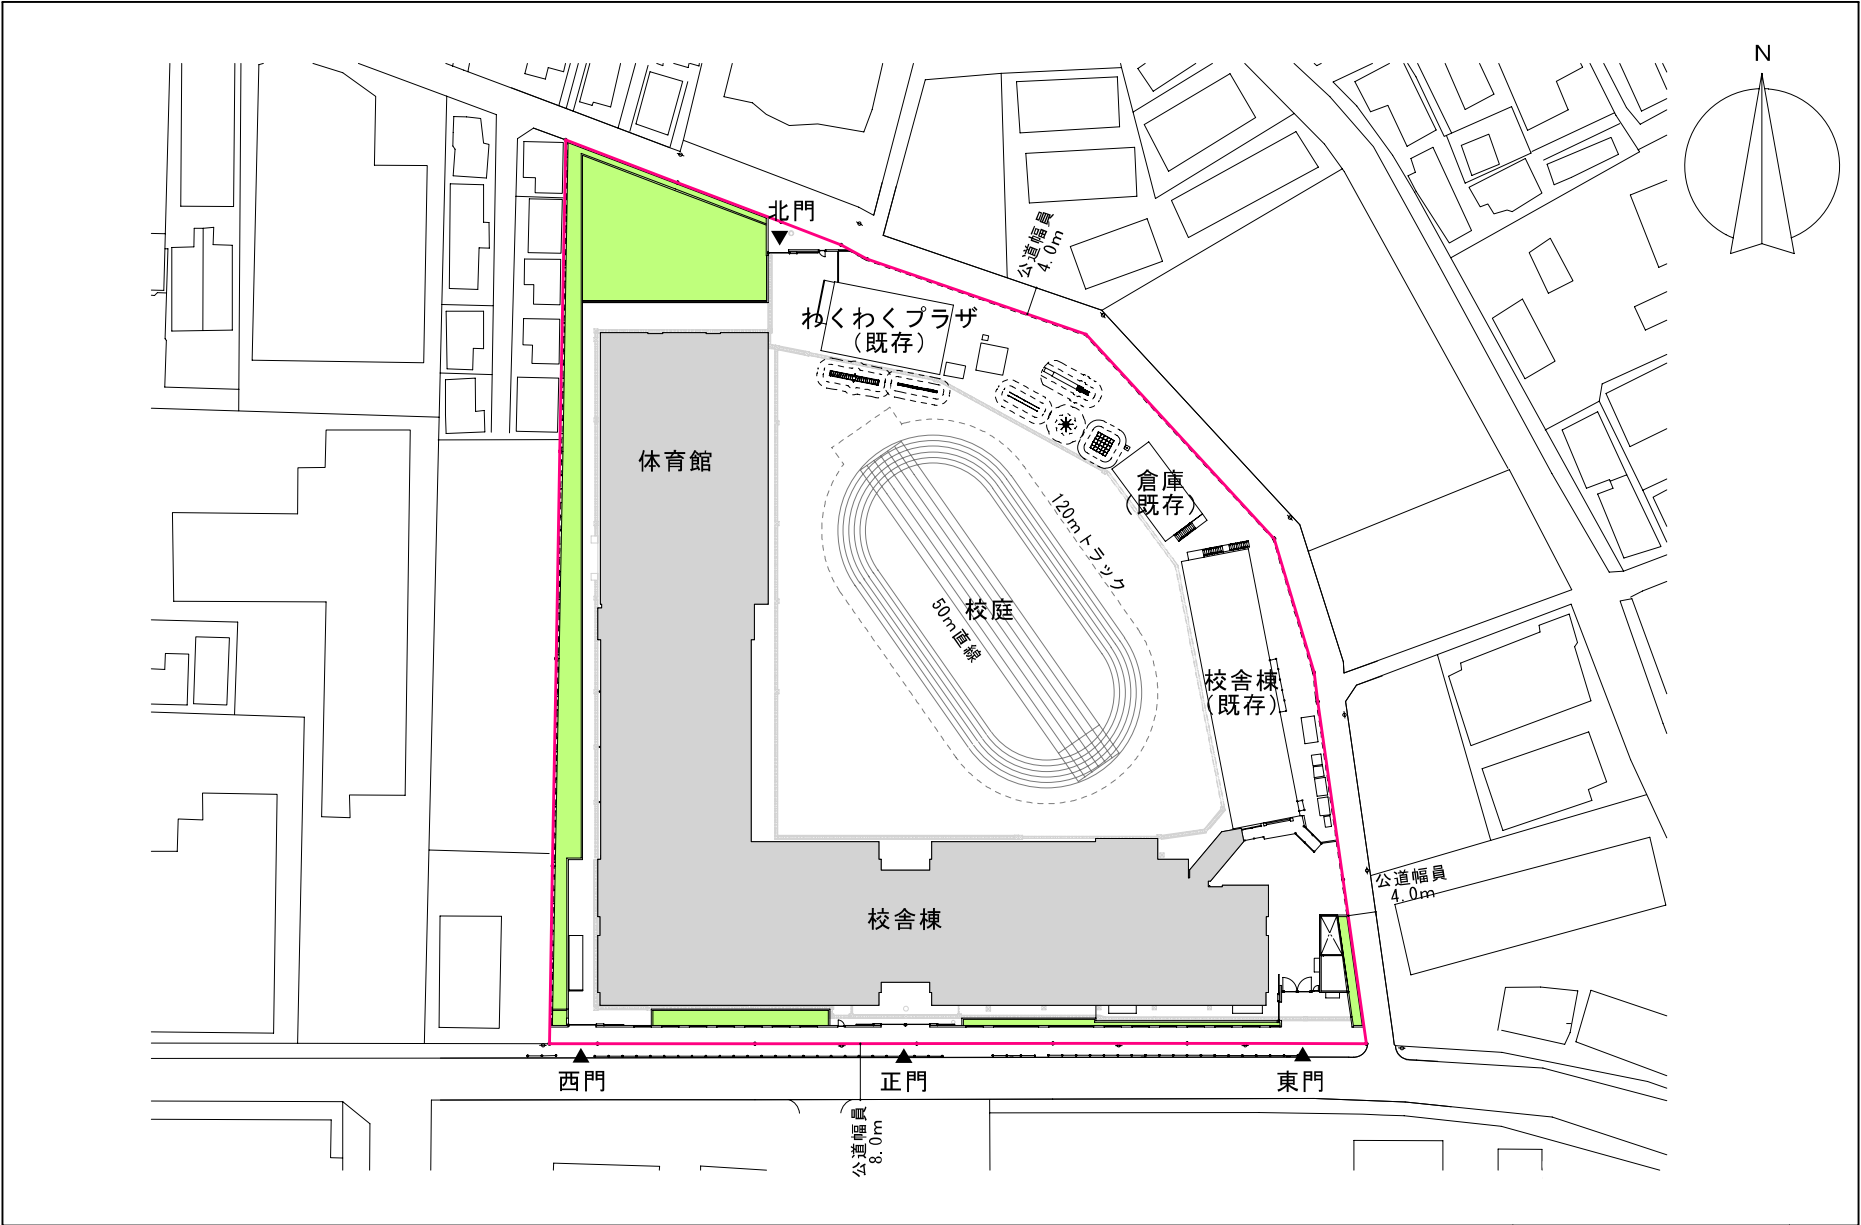 N
北門
公道幅員
4.0m
わくわくプラザ
(既存)
体育館
倉庫
(既存)
120mトラック
校庭
50m直線
校舎棟
(既存)
公道幅員
4.0m
校舎棟
西門
正門
東門
公道幅員
8.0m